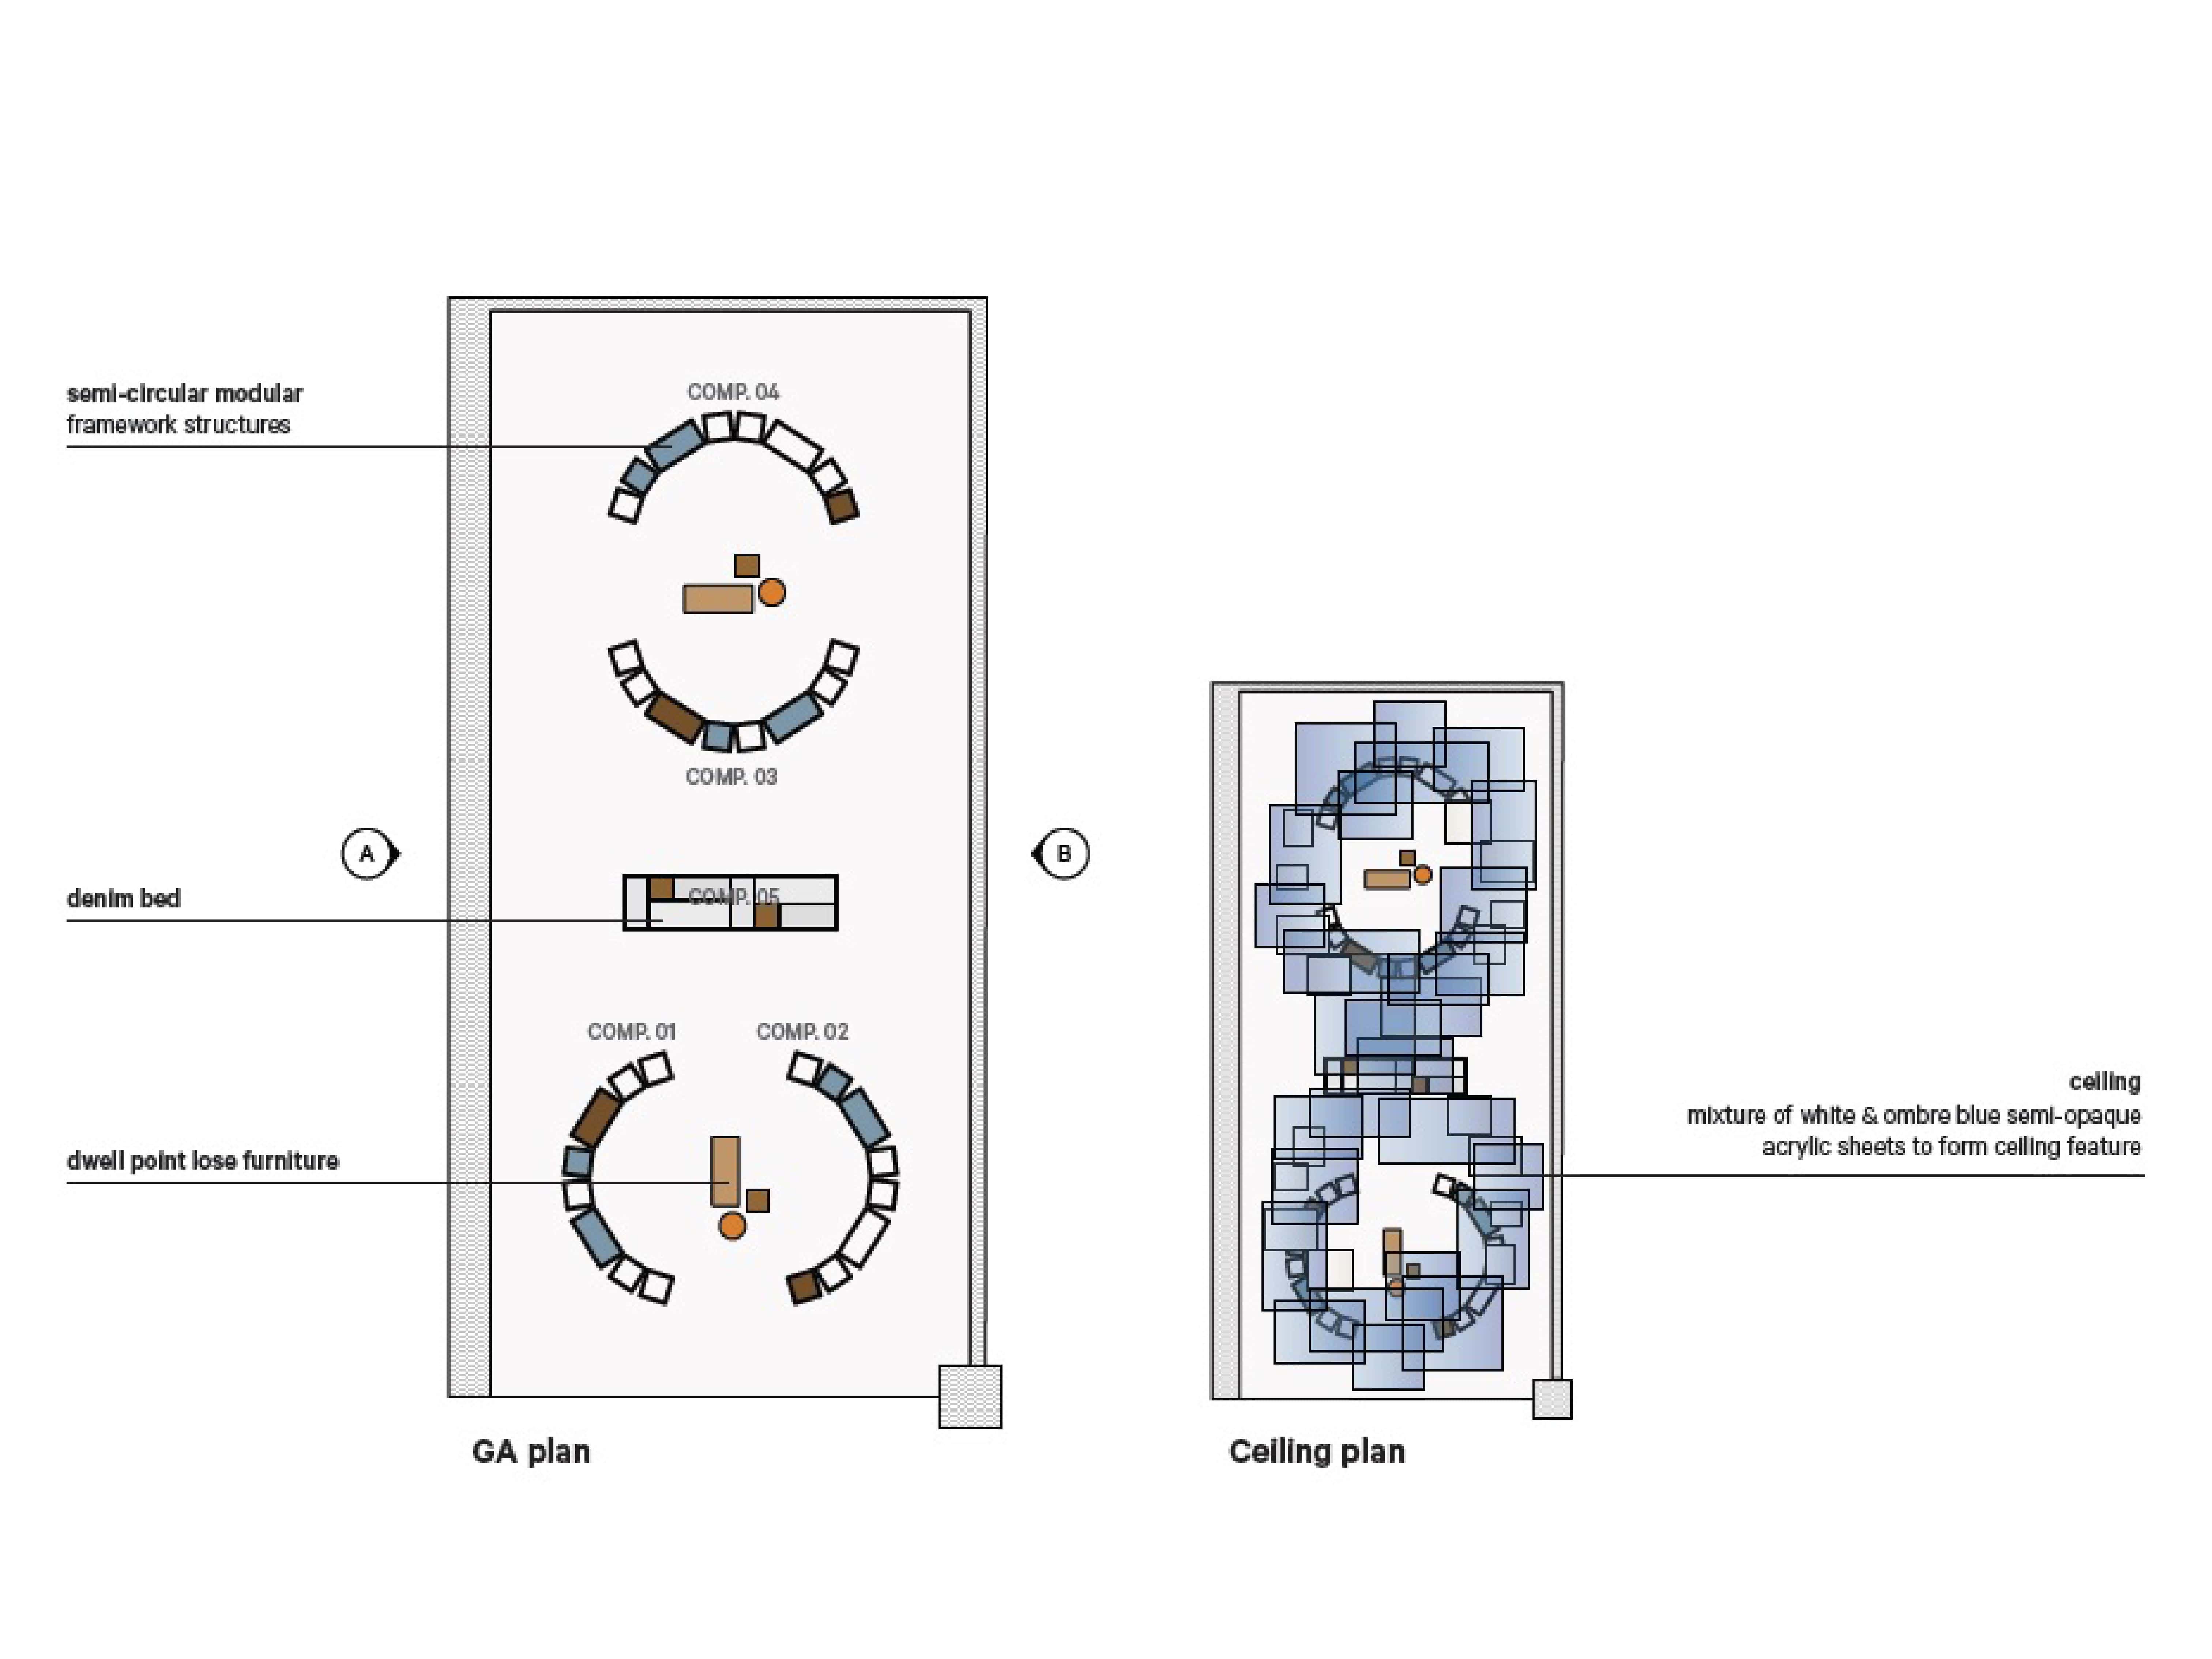 semi-circular modular
framework structures
COMP. 04
COMP. 03
A
B
denim bed
COMP. 05
COMP. 01
COMP. 02
dwell point lose furniture
ceiling
mixture of white & ombre blue semi-opaque
acrylic sheets to form ceiling feature
GA plan
Ceiling plan